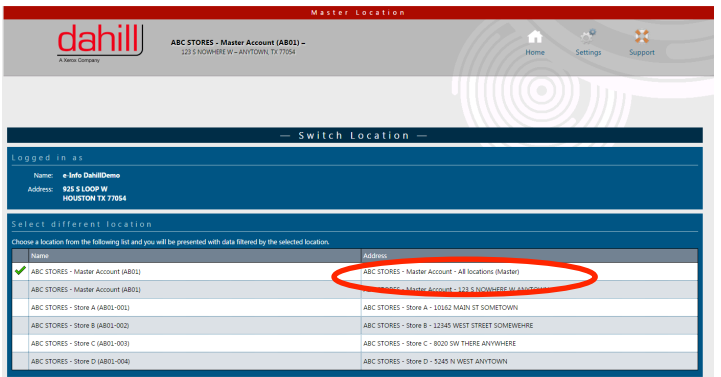 Master Location
dahill
A Xerox Company
ABC STORES - Master Account (AB01) –
123 S NOWHERE W – ANYTOWN, TX 77054
Home Settings Support
— Switch Location —
Logged in as
Name: e-Info DahillDemo
Address: 925 S LOOP W
HOUSTON TX 77054
Select different location
Choose a location from the following list and you will be presented with data filtered by the selected location.
Name Address
ABC STORES - Master Account (AB01) ABC STORES - Master Account - All locations (Master)
ABC STORES - Master Account (AB01) STORES - Master Account - 123 S NOWHERE W ANYTOWN
ABC STORES - Store A (AB01-001) ABC STORES - Store A - 10162 MAIN ST SOMETOWN
ABC STORES - Store B (AB01-002) ABC STORES - Store B - 12345 WEST STREET SOMEWEHRE
ABC STORES - Store C (AB01-003) ABC STORES - Store C - 8020 SW THERE ANYWHERE
ABC STORES - Store D (AB01-004) ABC STORES - Store D - 5245 N WEST ANYTOWN